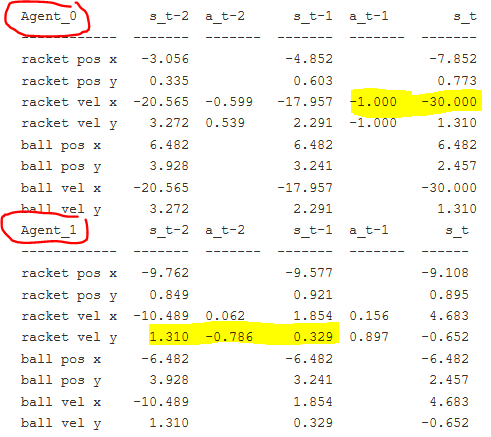 Agent_0 s_t-2 a_t-2 s_t-1 a_t-1 s_t
------------- ------- ------- ------- ------- -------
racket pos x -3.056 -4.852 -7.852
racket pos y 0.335 0.603 0.773
racket vel x -20.565 -0.599 -17.957 -1.000 -30.000
racket vel y 3.272 0.539 2.291 -1.000 1.310
ball pos x 6.482 6.482 6.482
ball pos y 3.928 3.241 2.457
ball vel x -20.565 -17.957 -30.000
ball vel y 3.272 2.291 1.310
Agent_1 s_t-2 a_t-2 s_t-1 a_t-1 s_t
------------- ------- ------- ------- ------- ------
racket pos x -9.762 -9.577 -9.108
racket pos y 0.849 0.921 0.895
racket vel x -10.489 0.062 1.854 0.156 4.683
racket vel y 1.310 -0.786 0.329 0.897 -0.652
ball pos x -6.482 -6.482 -6.482
ball pos y 3.928 3.241 2.457
ball vel x -10.489 1.854 4.683
ball vel y 1.310 0.329 -0.652